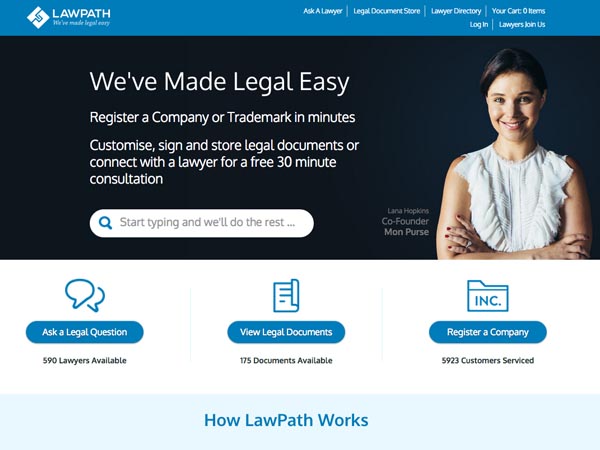 LAWPATH
We've made legal easy
Ask A Lawyer
Legal Document Store
Lawyer Directory
Your Cart: 0 Items
Log In
Lawyers Join Us
We've Made Legal Easy
Register a Company or Trademark in minutes
Customise, sign and store legal documents or
connect with a lawyer for a free 30 minute
consultation
Start typing and we'll do the rest ...
Lana Hopkins
Co-Founder
Mon Purse
INC.
Ask a Legal Question
View Legal Documents
Register a Company
590 Lawyers Available
175 Documents Available
5923 Customers Serviced
How LawPath Works